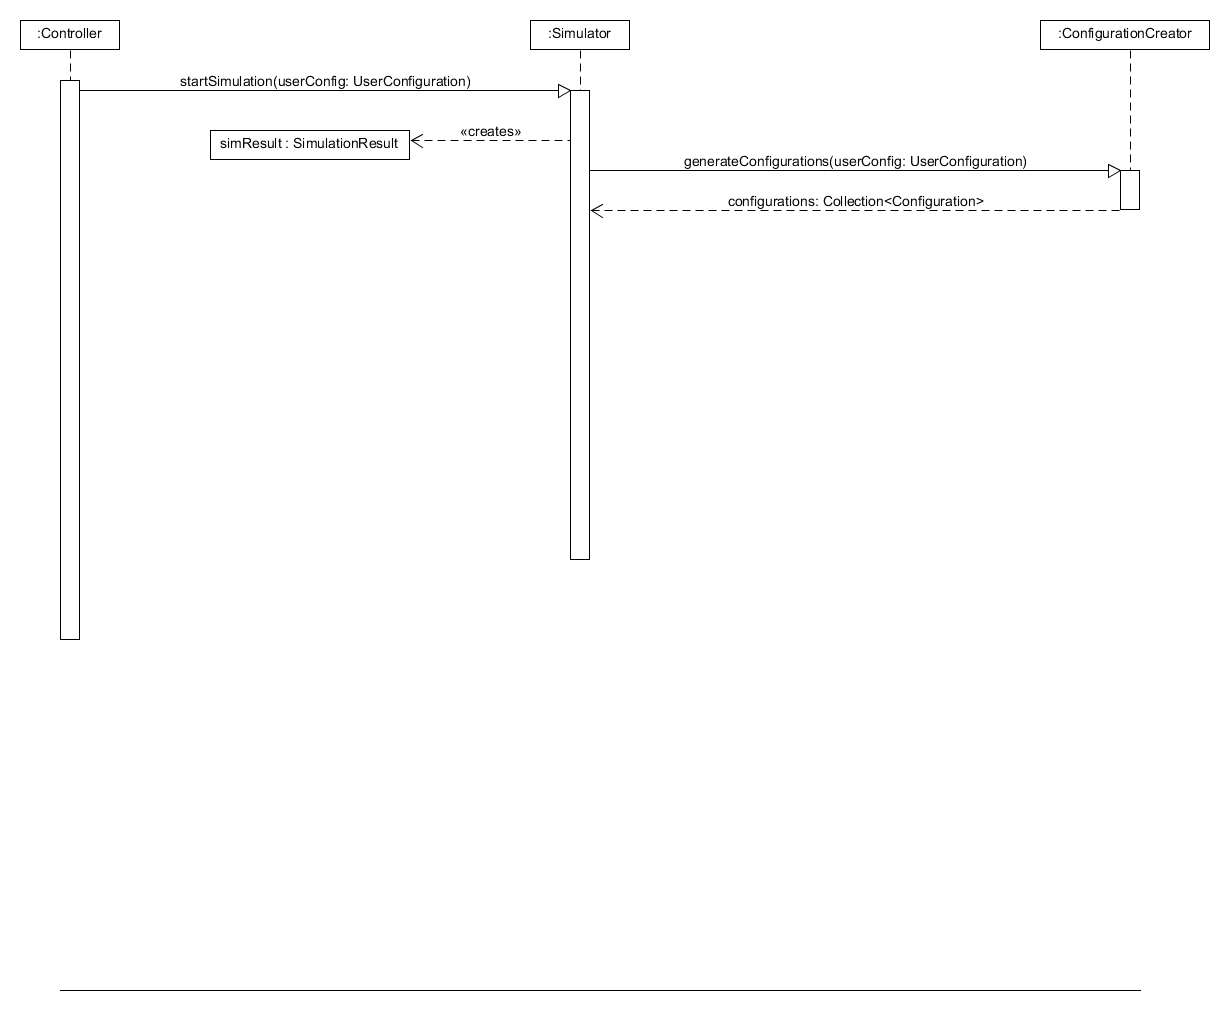 :Controller
:Simulator
:ConfigurationCreator
startSimulation(userConfig: UserConfiguration)
«creates»
simResult : SimulationResult
generateConfigurations(userConfig: UserConfiguration)
configurations: Collection<Configuration>